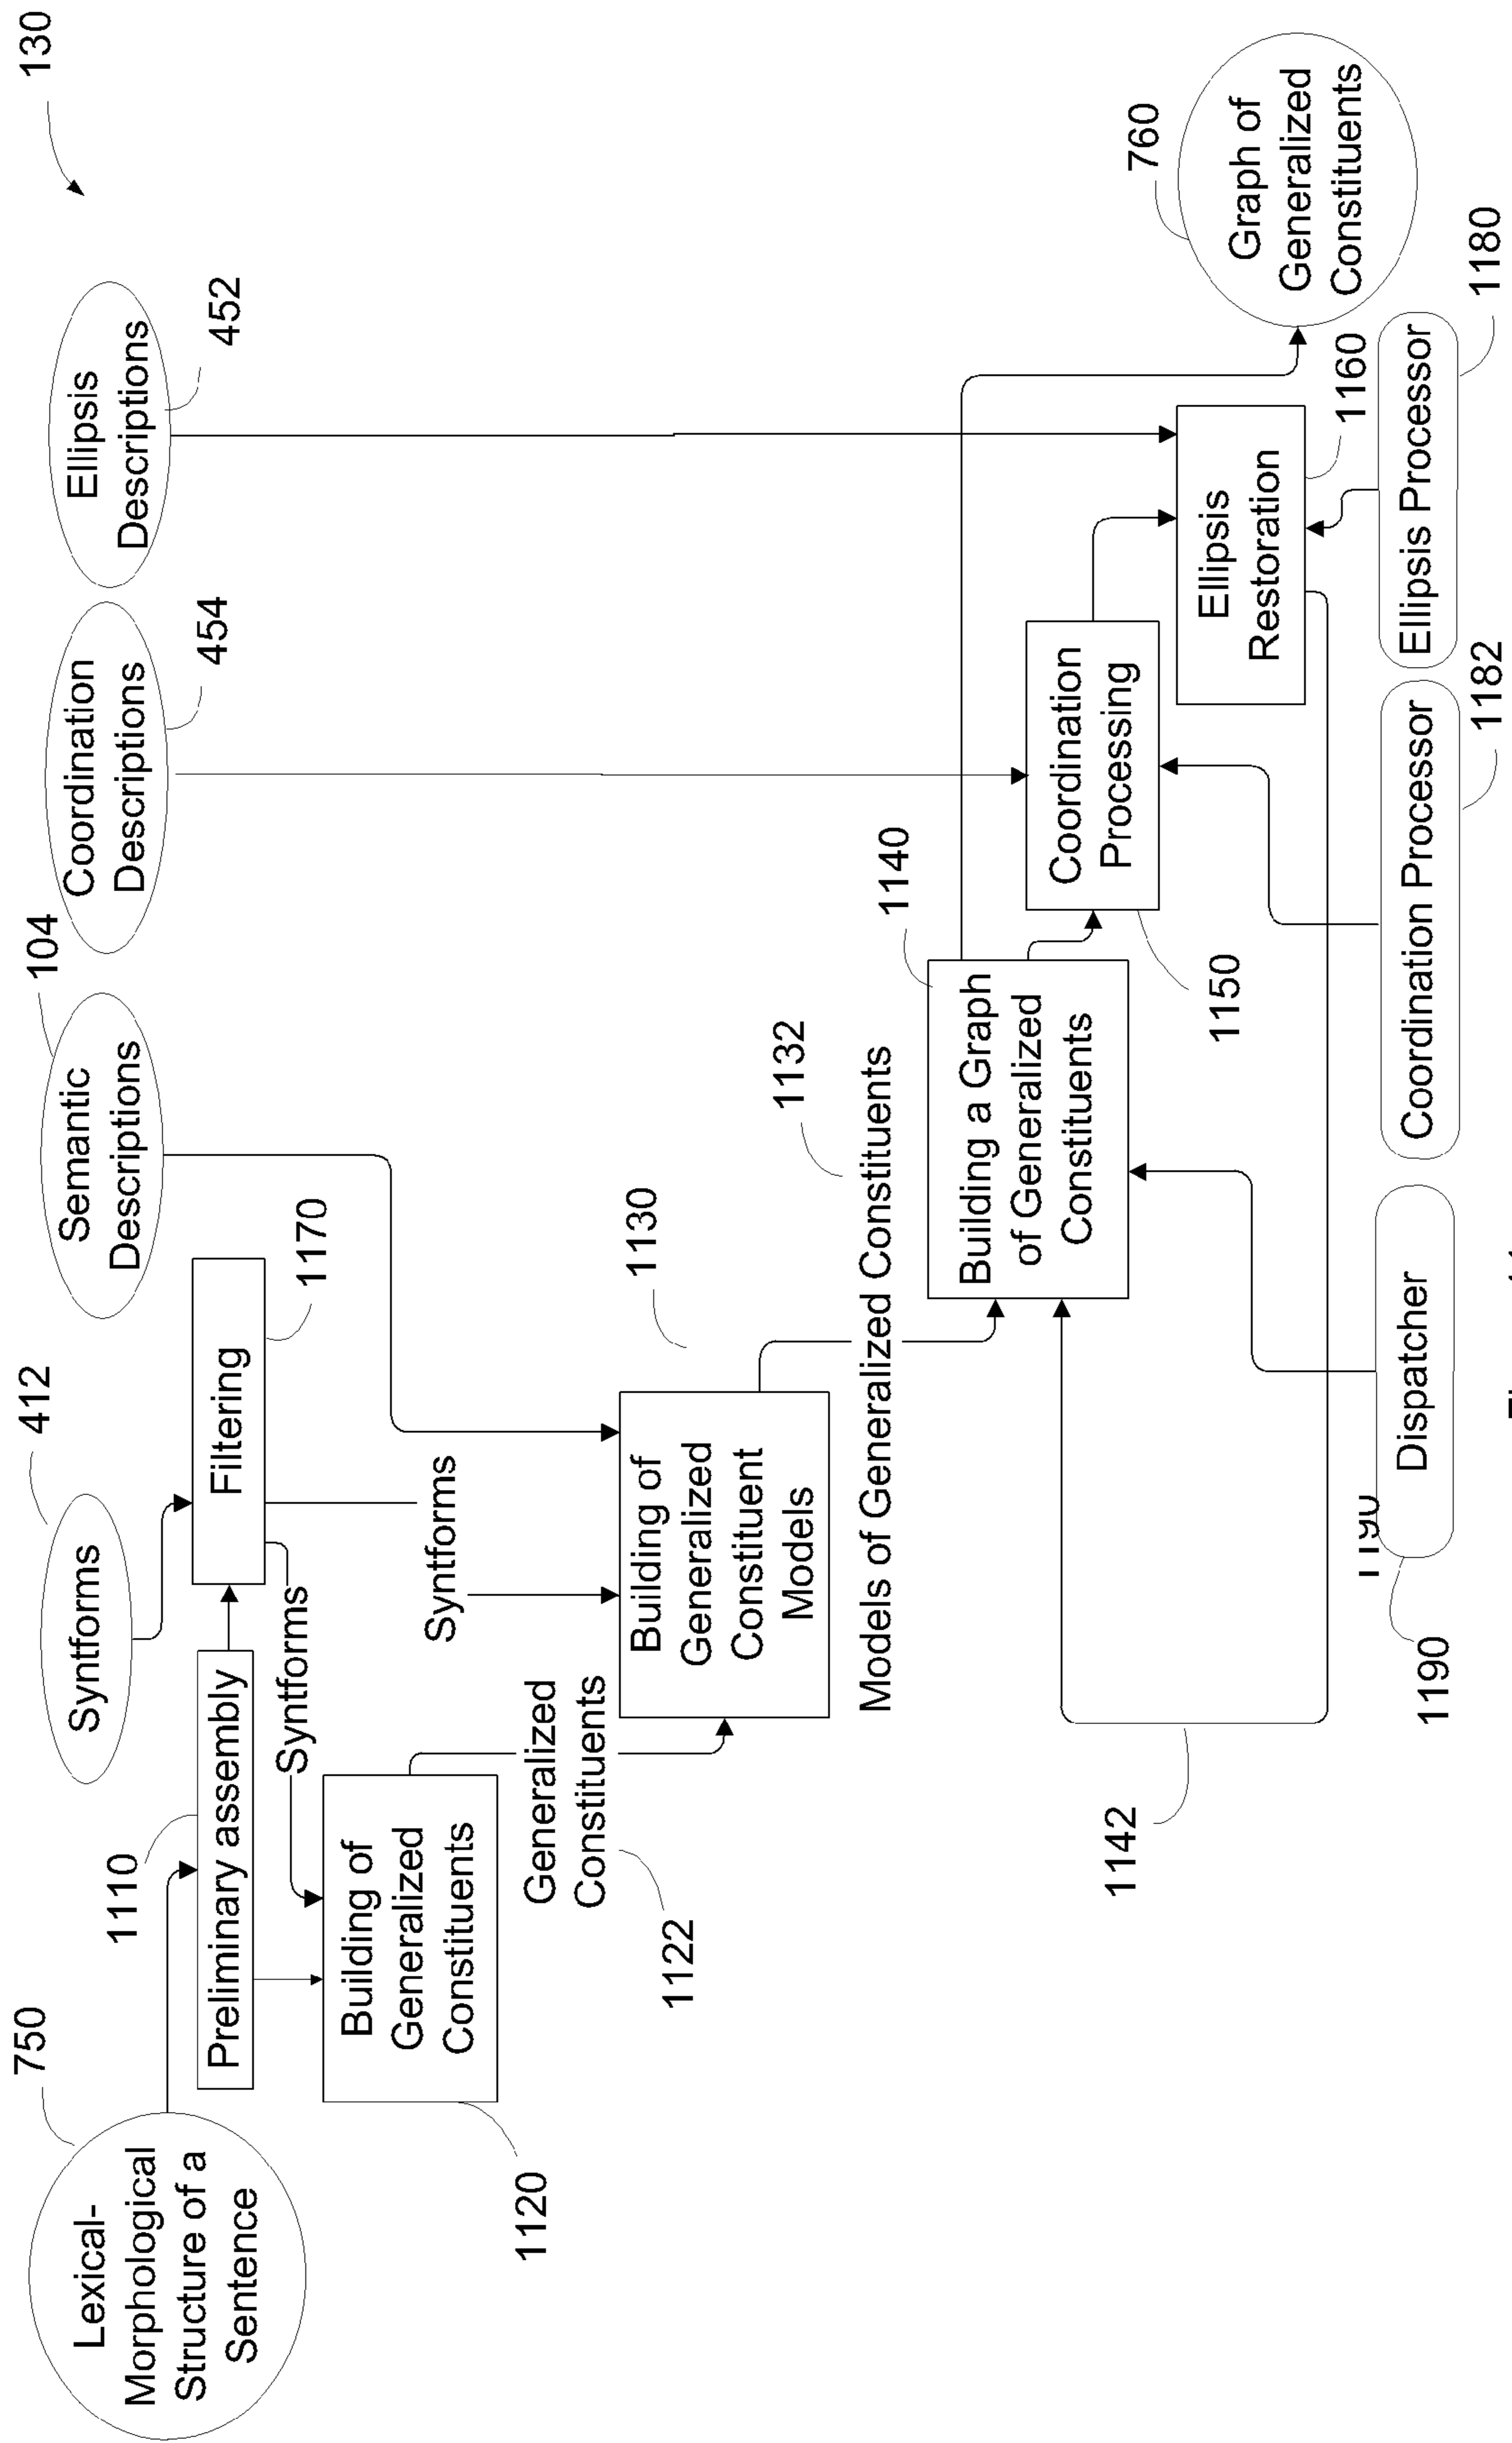 130
750
Lexical-
Morphological
Structure of a
Sentence
412
Syntforms
104
Semantic
Descriptions
454
Coordination
Descriptions
452
Ellipsis
Descriptions
1110
Preliminary assembly
Filtering
1170
Syntforms
Syntforms
1120
Building of
Generalized
Constituents
Generalized
Constituents
1122
1130
Building of
Generalized
Constituent
Models
1132
Models of Generalized Constituents
1140
Building a Graph
of Generalized
Constituents
1142
1150
Coordination
Processing
1160
Ellipsis
Restoration
760
Graph of
Generalized
Constituents
1190
1190
Dispatcher
Coordination Processor
1182
Ellipsis Processor
1180